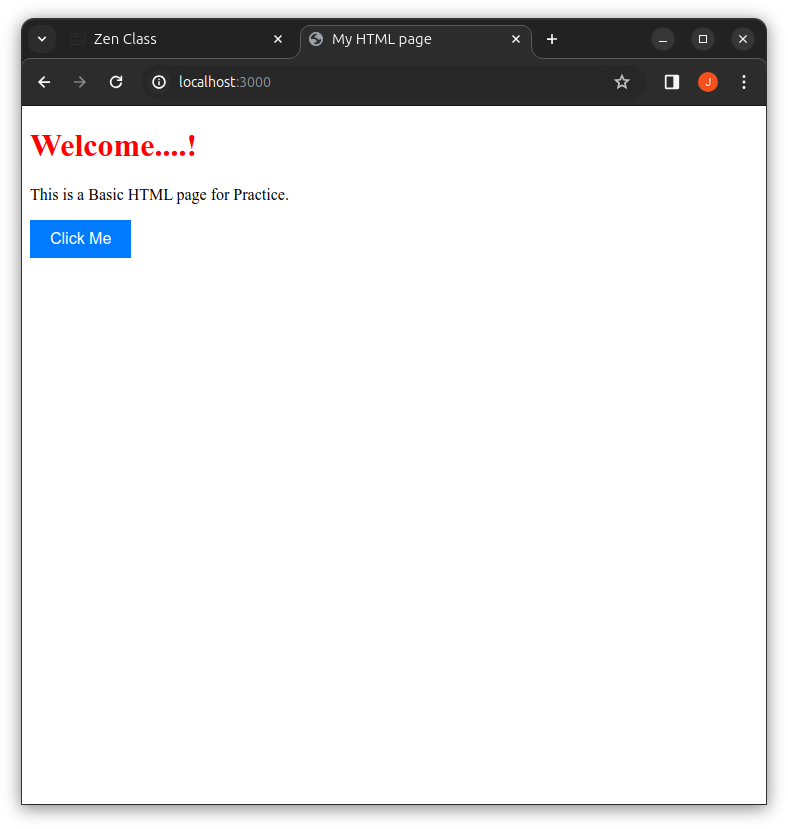 Zen Class
My HTML page
localhost:3000
J
Welcome....!
This is a Basic HTML page for Practice.
Click Me